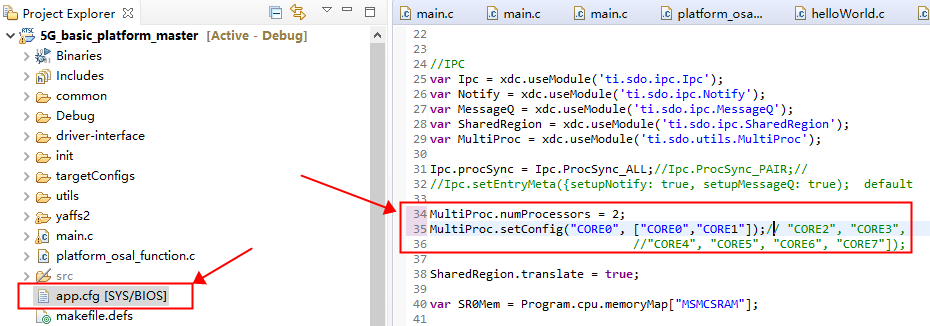 Project Explorer
5G_basic_platform_master [Active - Debug]
Binaries
Includes
common
Debug
driver-interface
init
targetConfigs
utils
yaffs2
main.c
platform_osal_function.c
src
app.cfg [SYS/BIOS]
makefile.defs
main.c
main.c
main.c
platform_osa...
helloWorld.c
22
23
24 //IPC
25 var Ipc = xdc.useModule('ti.sdo.ipc.Ipc');
26 var Notify = xdc.useModule('ti.sdo.ipc.Notify');
27 var MessageQ = xdc.useModule('ti.sdo.ipc.MessageQ');
28 var SharedRegion = xdc.useModule('ti.sdo.ipc.SharedRegion');
29 var MultiProc = xdc.useModule('ti.sdo.utils.MultiProc');
30
31 Ipc.procSync = Ipc.ProcSync_ALL;//Ipc.ProcSync_PAIR;//
32 //Ipc.setEntryMeta({setupNotify: true, setupMessageQ: true);  default
33
34 MultiProc.numProcessors = 2;
35 MultiProc.setConfig("CORE0", ["CORE0","CORE1"]);// "CORE2", "CORE3",
36 //"CORE4", "CORE5", "CORE6", "CORE7"]);
37
38 SharedRegion.translate = true;
39
40 var SR0Mem = Program.cpu.memoryMap["MSMCSRAM"];
41